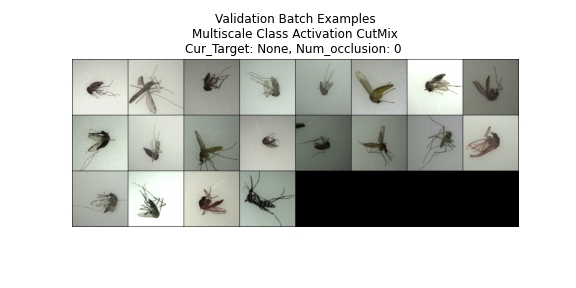 Validation Batch Examples
Multiscale Class Activation CutMix
Cur_Target: None, Num_occlusion: 0